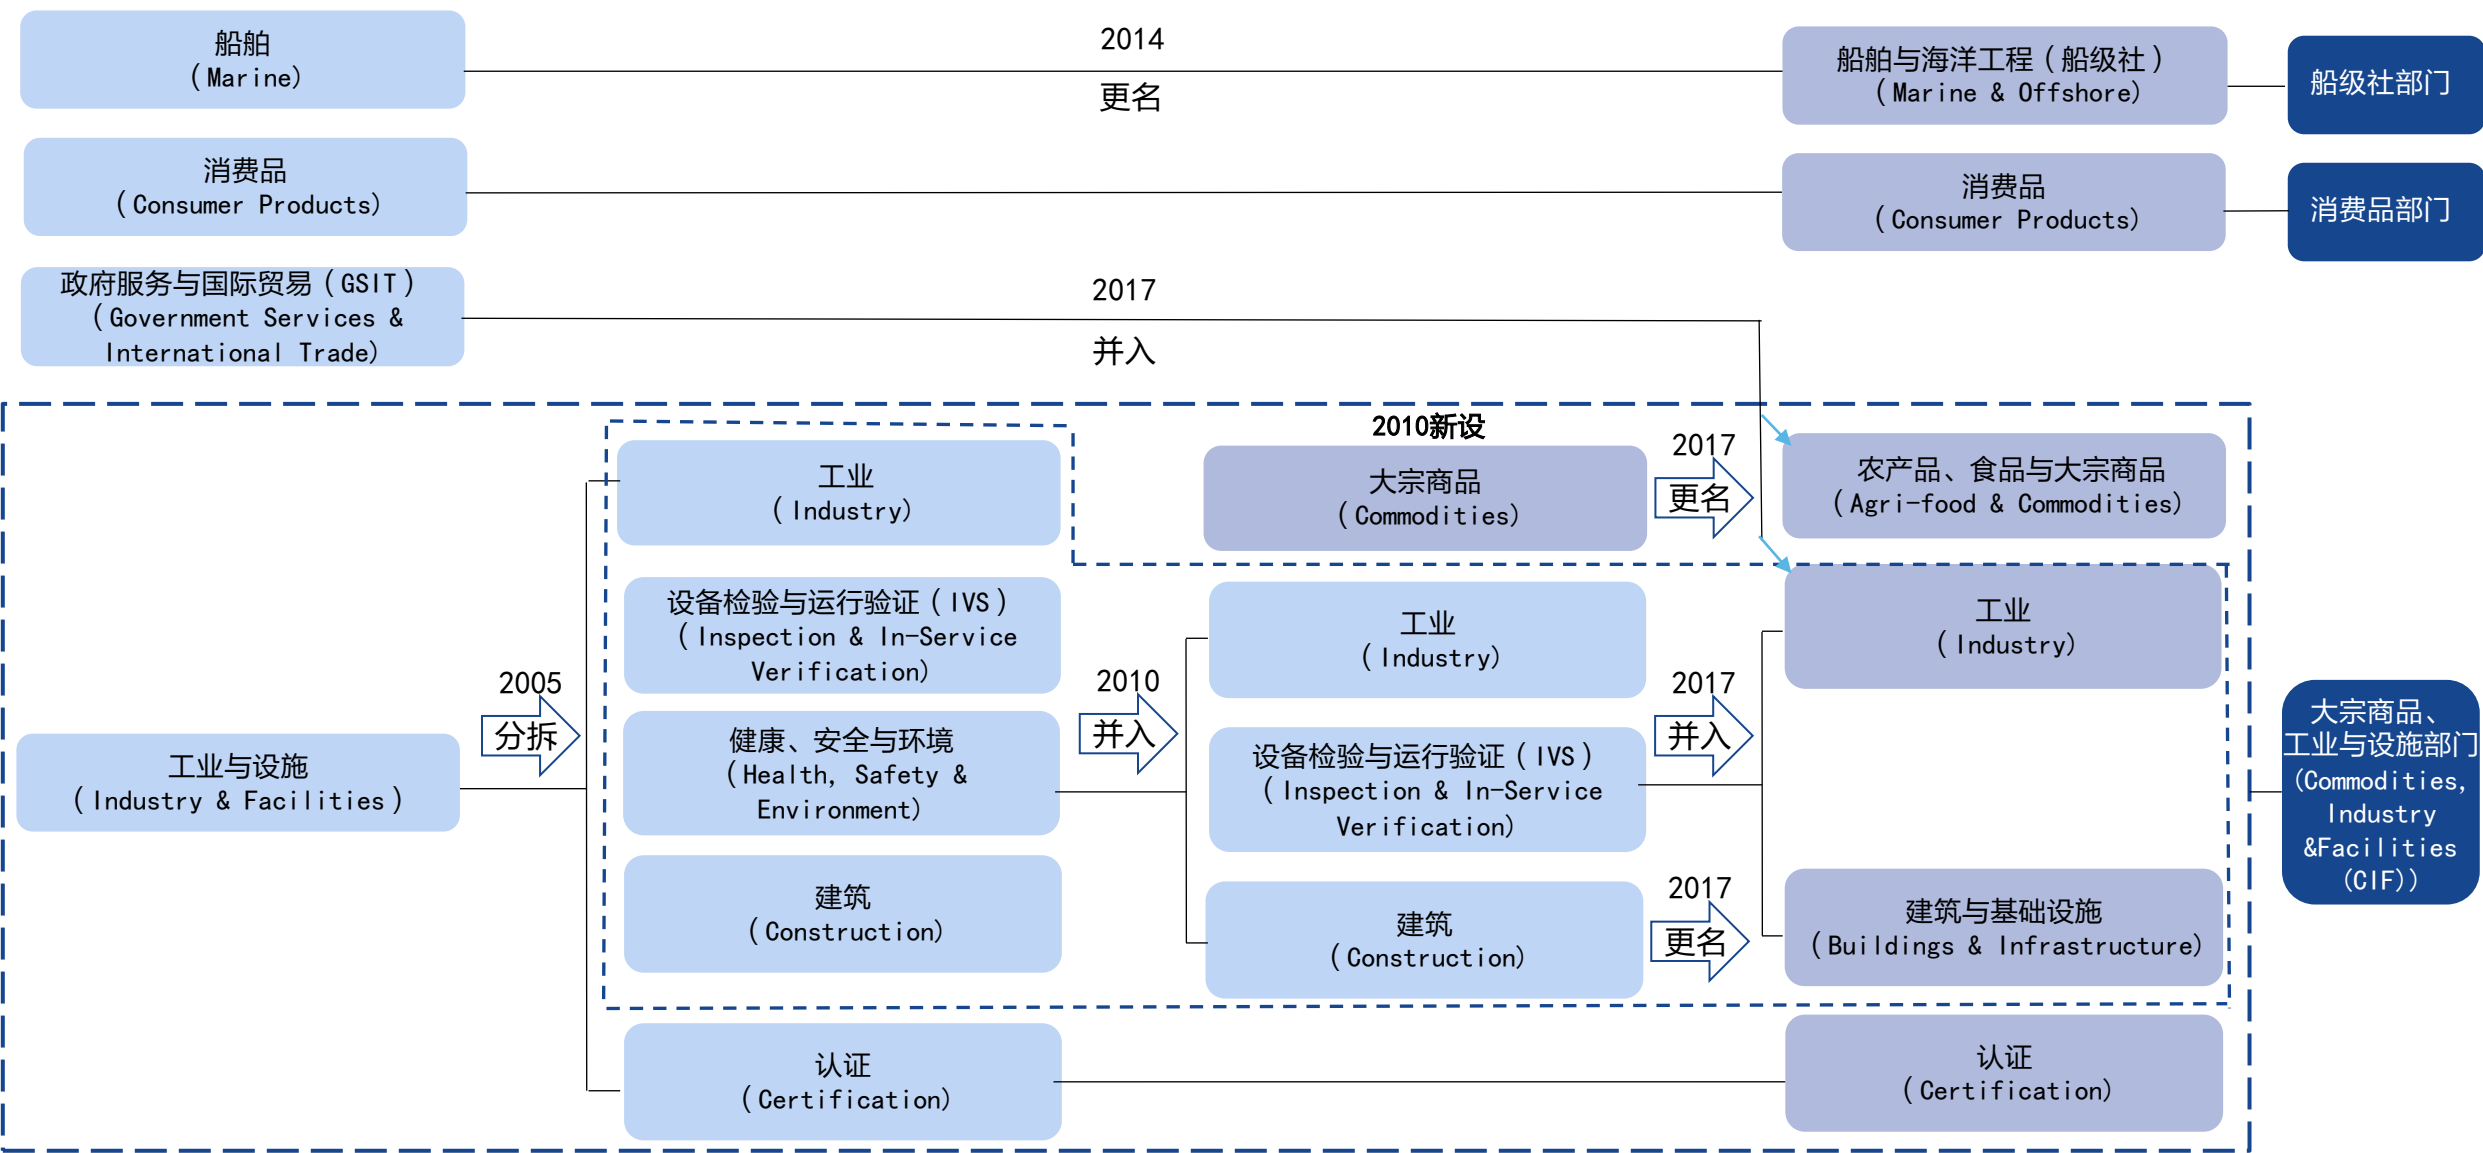 船舶
（Marine）
2014
更名
船舶与海洋工程（船级社）
（Marine & Offshore）
船级社部门
消费品
（Consumer Products）
消费品
（Consumer Products）
消费品部门
政府服务与国际贸易（GSIT）
（Government Services &
International Trade）
2017
并入
工业与设施
（Industry & Facilities）
2005
分拆
工业
（Industry）
设备检验与运行验证（IVS）
（Inspection & In-Service
Verification）
健康、安全与环境
（Health, Safety &
Environment）
建筑
（Construction）
认证
（Certification）
2010
并入
2010新设
大宗商品
（Commodities）
工业
（Industry）
设备检验与运行验证（IVS）
（Inspection & In-Service
Verification）
建筑
（Construction）
2017
更名
2017
并入
2017
更名
农产品、食品与大宗商品
（Agri-food & Commodities）
工业
（Industry）
建筑与基础设施
（Buildings & Infrastructure）
认证
（Certification）
大宗商品、
工业与设施部门
(Commodities,
Industry
&Facilities
（CIF））